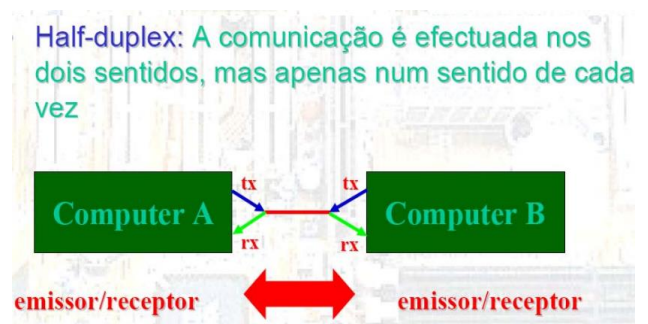 Half-duplex: A comunicação é efectuada nos
dois sentidos, mas apenas num sentido de cada
vez
tx tx
Computer A Computer B
rx rx
emissor/receptor emissor/receptor